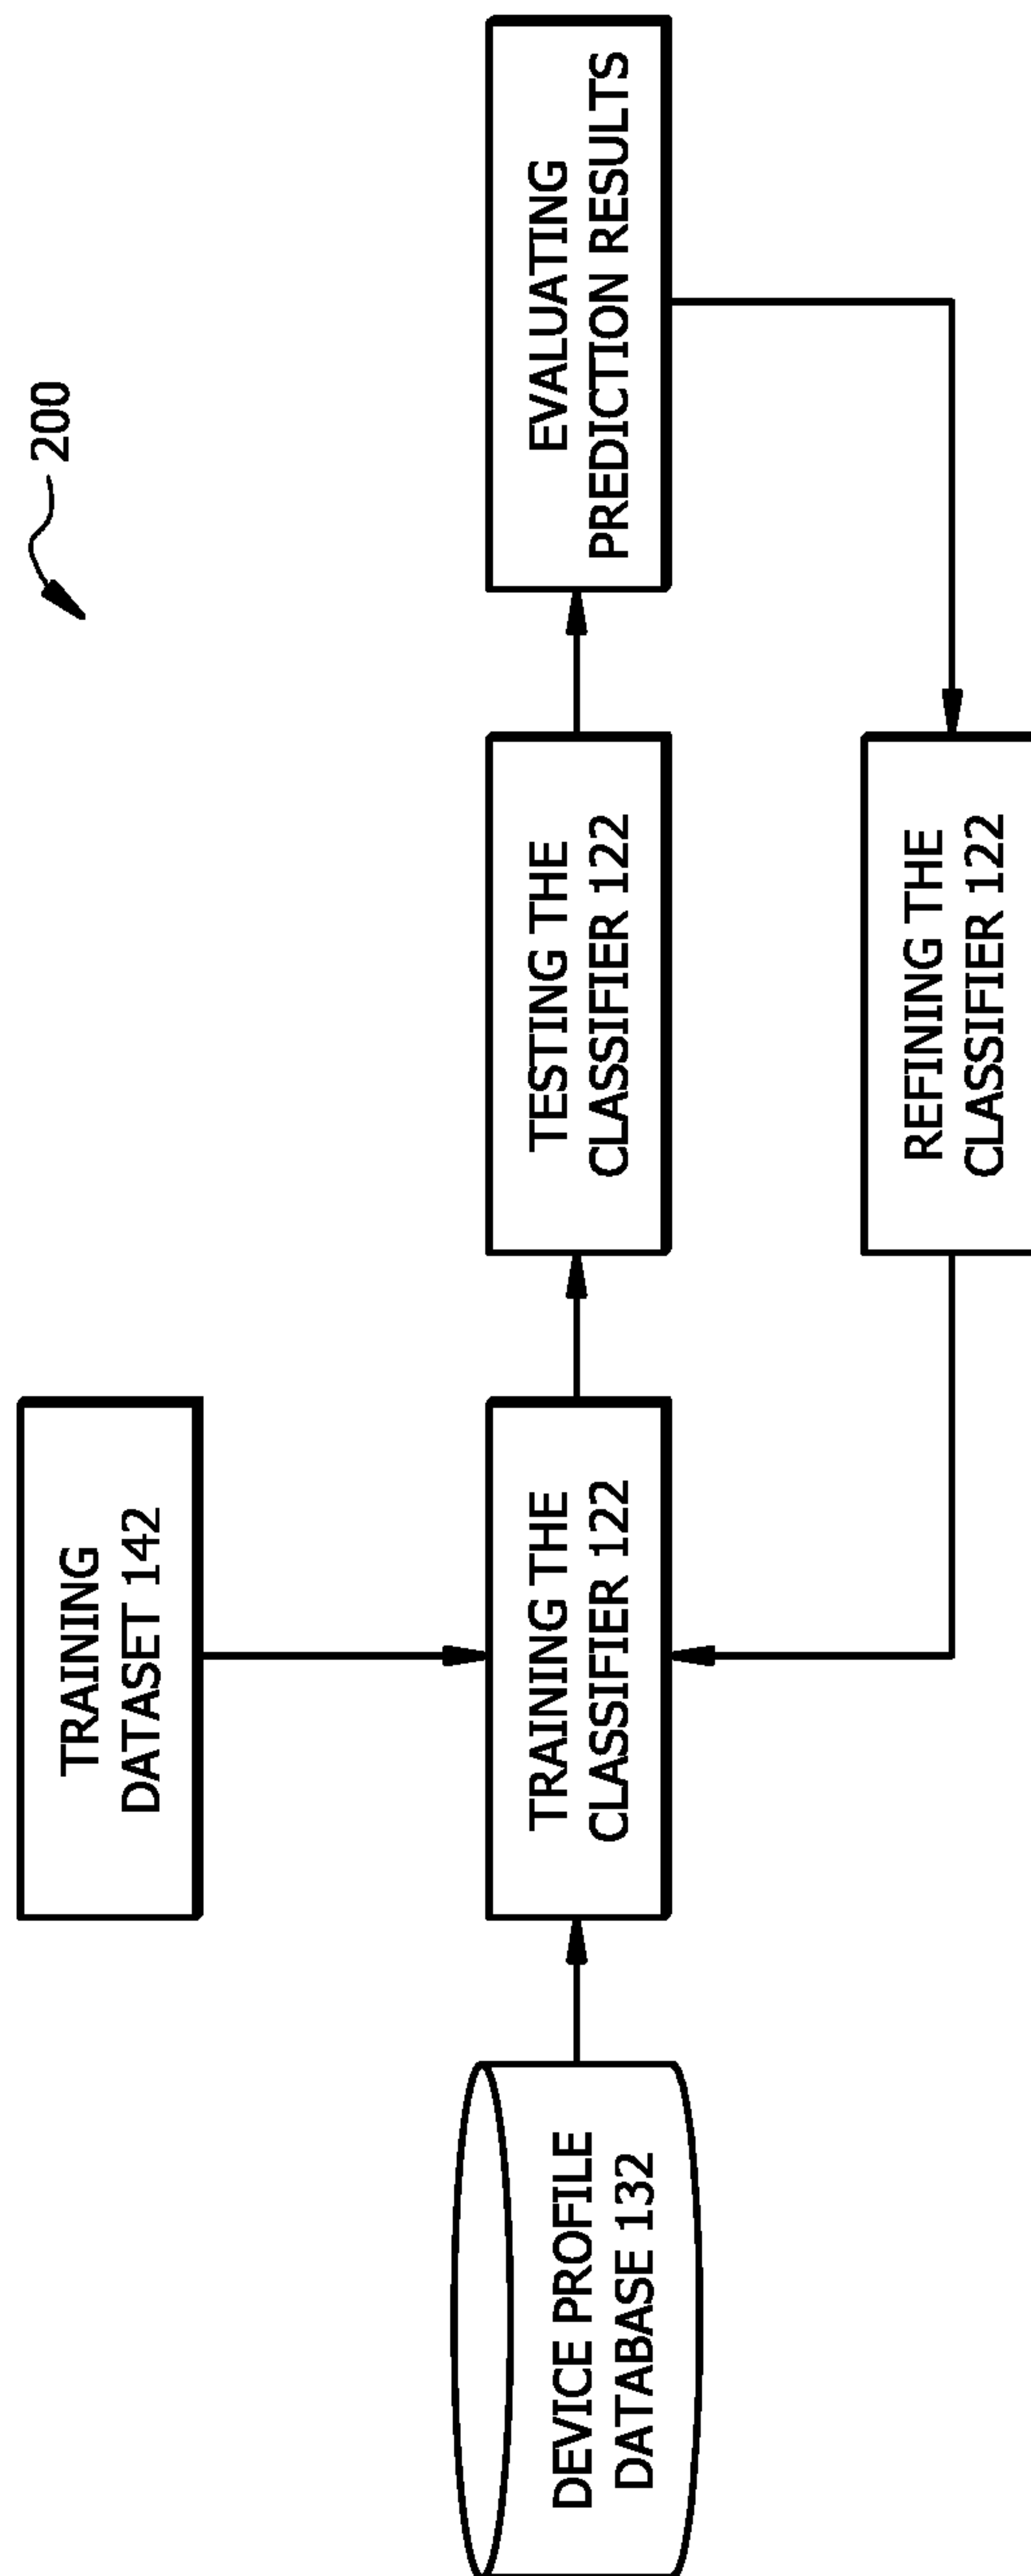 200
TRAINING
DATASET 142
DEVICE PROFILE
DATABASE 132
TRAINING THE
CLASSIFIER 122
TESTING THE
CLASSIFIER 122
EVALUATING
PREDICTION RESULTS
REFINING THE
CLASSIFIER 122